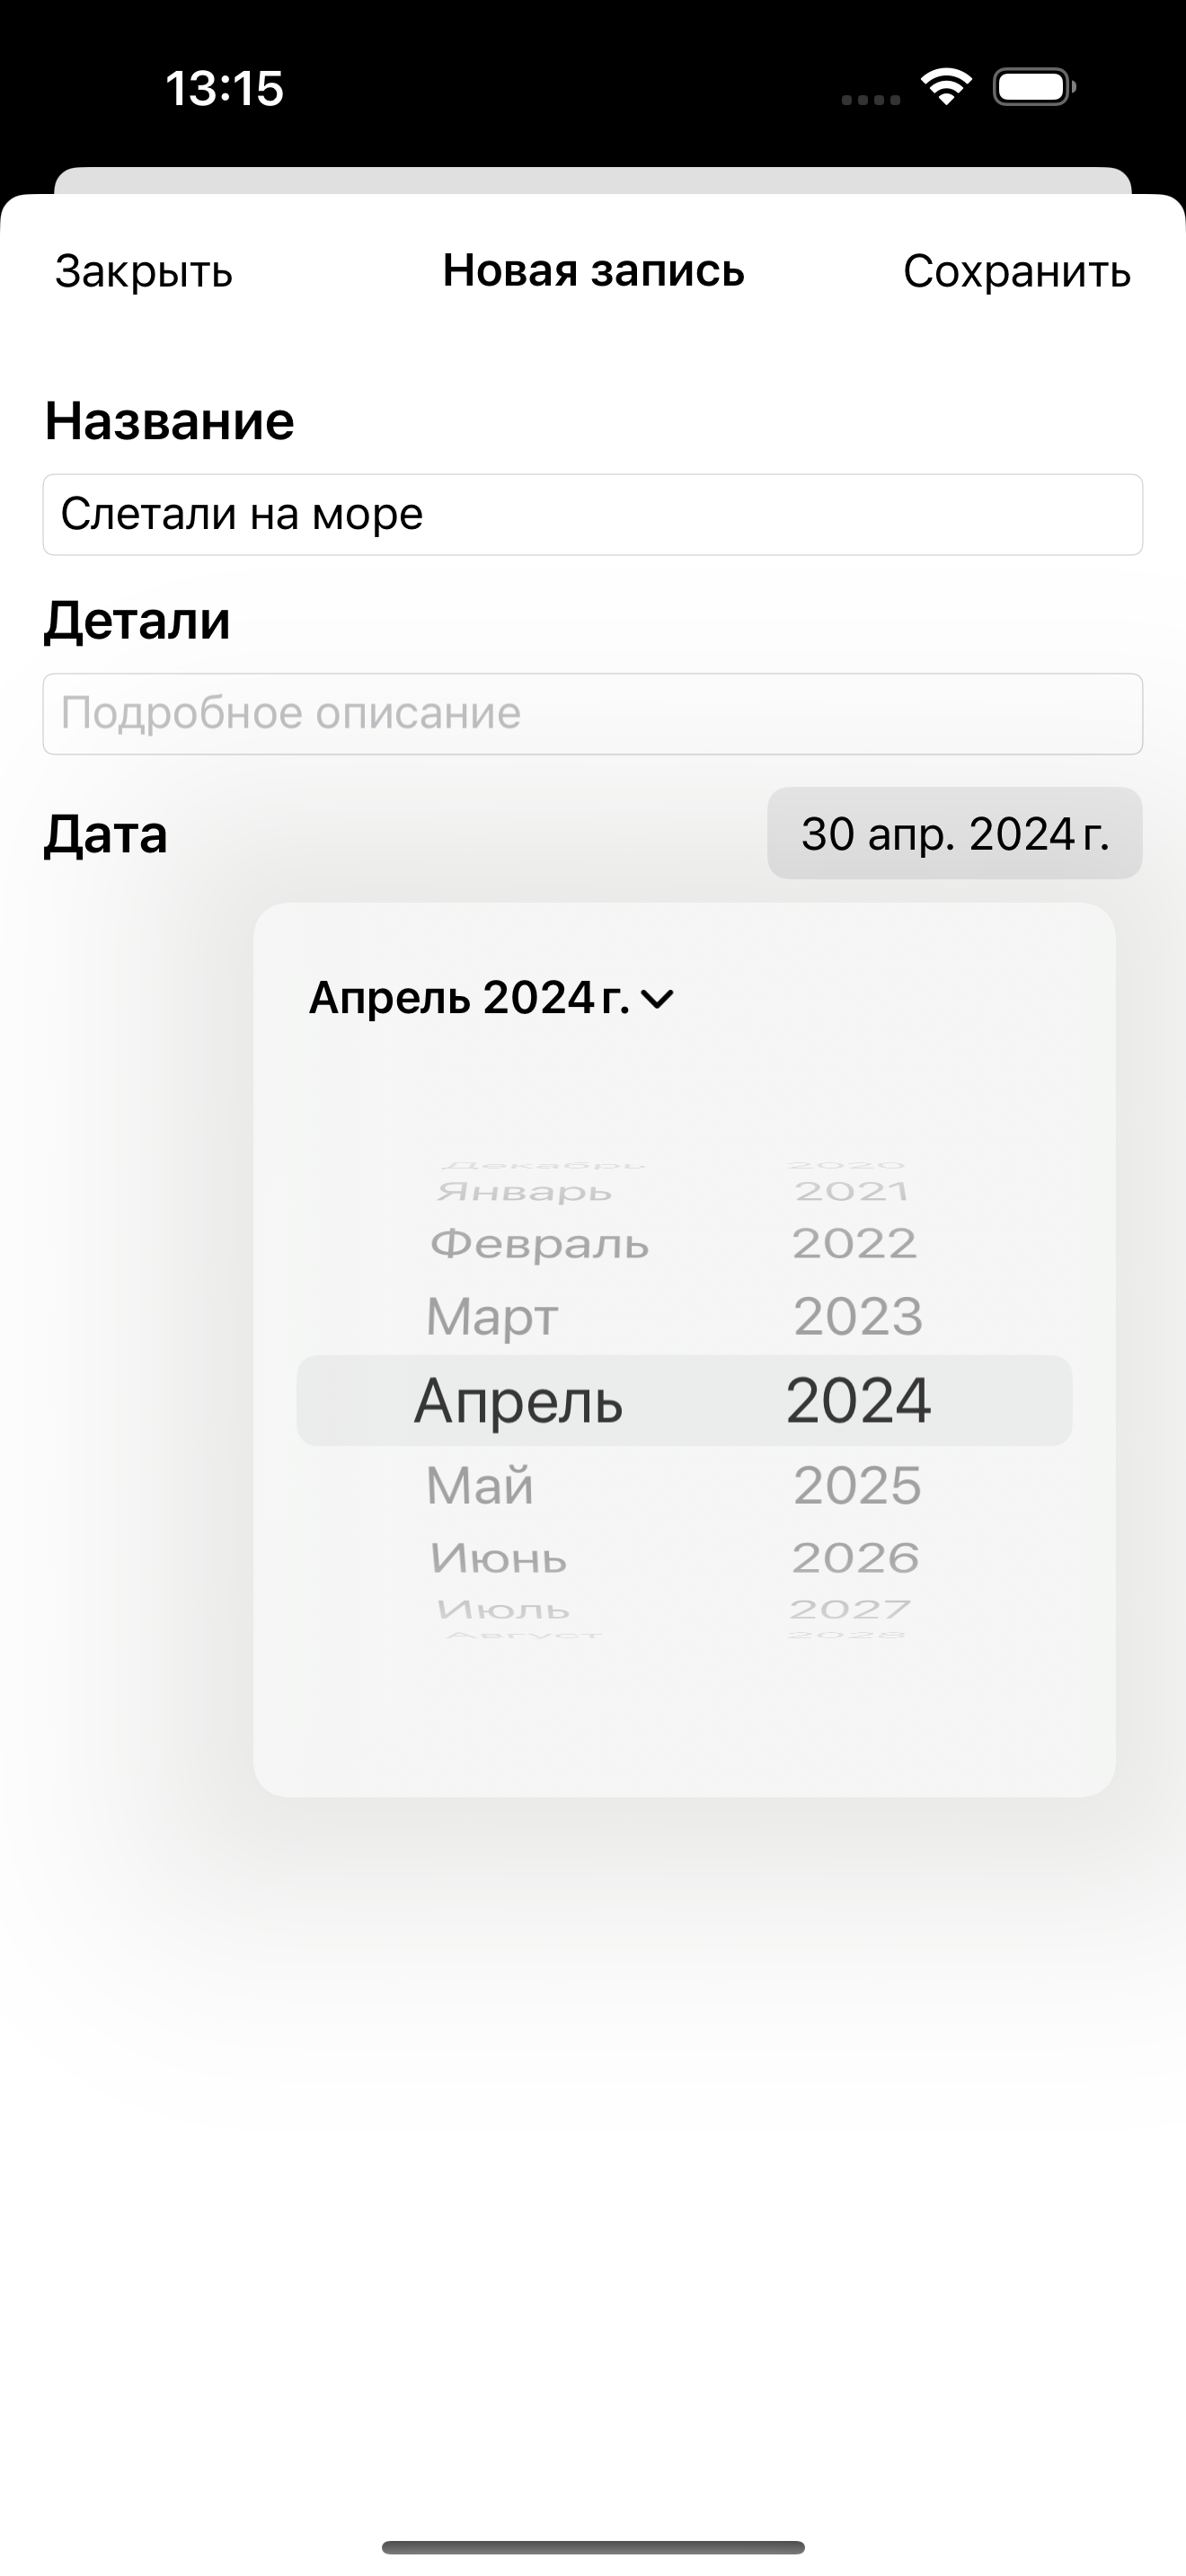 13:15
Закрыть Новая запись Сохранить
Название
Слетали на море
Детали
Подробное описание
Дата 30 апр. 2024 г.
Апрель 2024 г.
Декабрь 2020
Январь 2021
Февраль 2022
Март 2023
Апрель 2024
Май 2025
Июнь 2026
Июль 2027
Август 2028